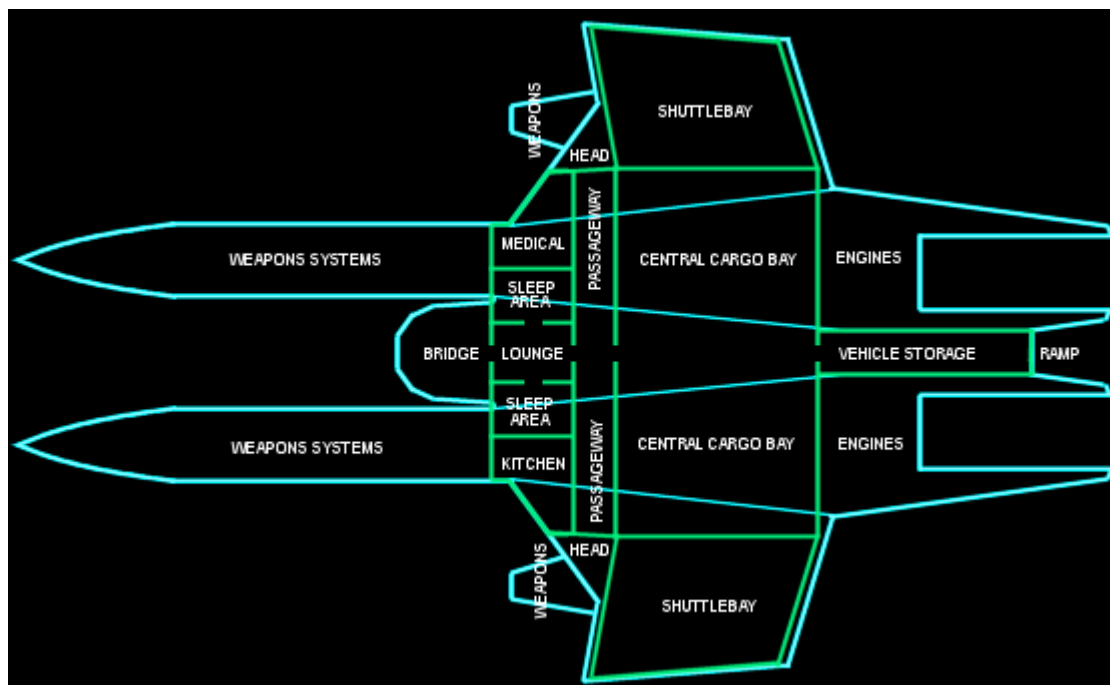 WEAPONS
SHUTTLEBAY
HEAD
PASSAGEWAY
MEDICAL
WEAPONS SYSTEMS
CENTRAL CARGO BAY
ENGINES
SLEEP
AREA
BRIDGE
LOUNGE
VEHICLE STORAGE
RAMP
SLEEP
AREA
WEAPONS SYSTEMS
CENTRAL CARGO BAY
ENGINES
KITCHEN
PASSAGEWAY
HEAD
WEAPONS
SHUTTLEBAY